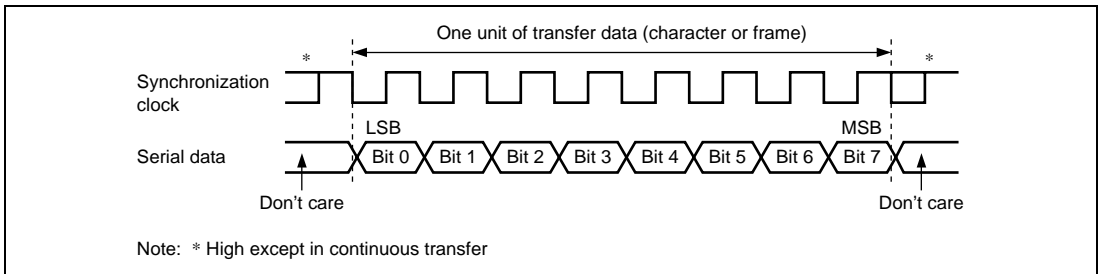 One unit of transfer data (character or frame)
* *
Synchronization
clock
LSB MSB
Serial data Bit 0 Bit 1 Bit 2 Bit 3 Bit 4 Bit 5 Bit 6 Bit 7
Don't care Don't care
Note: * High except in continuous transfer